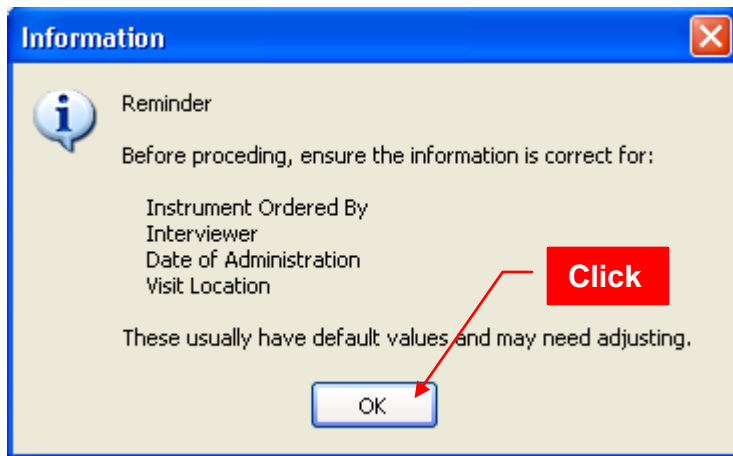 Information
Reminder
Before proceding, ensure the information is correct for:
Instrument Ordered By
Interviewer
Date of Administration
Visit Location
Click
These usually have default values and may need adjusting.
OK